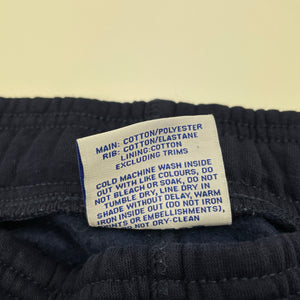 MAIN: COTTON/POLYESTER
RIB: COTTON/ELASTANE
LINING:COTTON
EXCLUDING TRIMS
COLD MACHINE WASH INSIDE
OUT WITH LIKE COLOURS, DO
NOT BLEACH OR SOAK, DO NOT
TUMBLE DRY, LINE DRY IN
SHADE WITHOUT DELAY, WARM
IRON INSIDE OUT (DO NOT IRON
PRINTS OR EMBELLISHMENTS),
DO NOT DRY-CLEAN